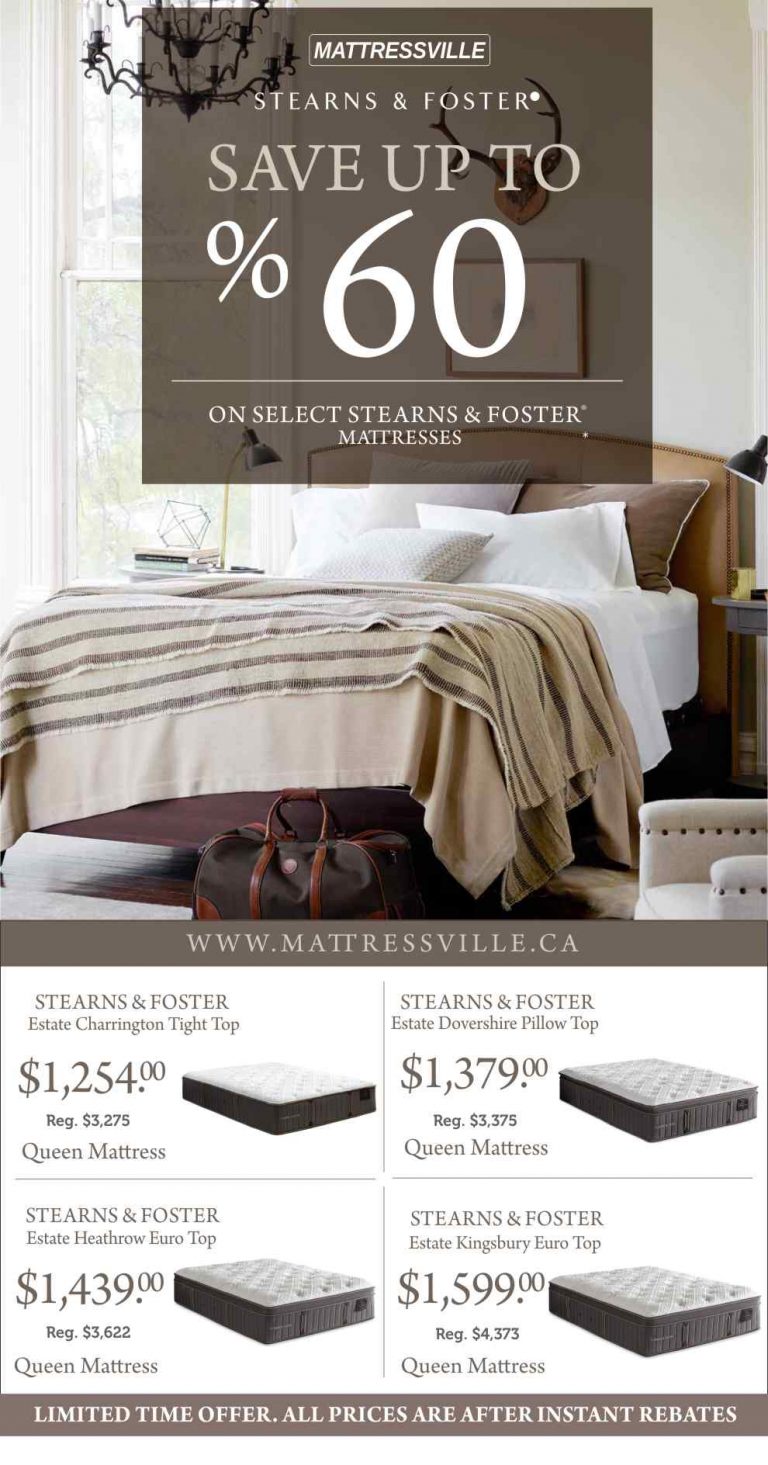 MATTRESSVILLE
STEARNS & FOSTER®
SAVE UP TO
% 60
ON SELECT STEARNS & FOSTER®
MATTRESSES *
WWW.MATTRESSVILLE.CA
STEARNS & FOSTER
Estate Charrington Tight Top
$1,254.00
Reg. $3,275
Queen Mattress
STEARNS & FOSTER
Estate Dovershire Pillow Top
$1,379.00
Reg. $3,375
Queen Mattress
STEARNS & FOSTER
Estate Heathrow Euro Top
$1,439.00
Reg. $3,622
Queen Mattress
STEARNS & FOSTER
Estate Kingsbury Euro Top
$1,599.00
Reg. $4,373
Queen Mattress
LIMITED TIME OFFER. ALL PRICES ARE AFTER INSTANT REBATES